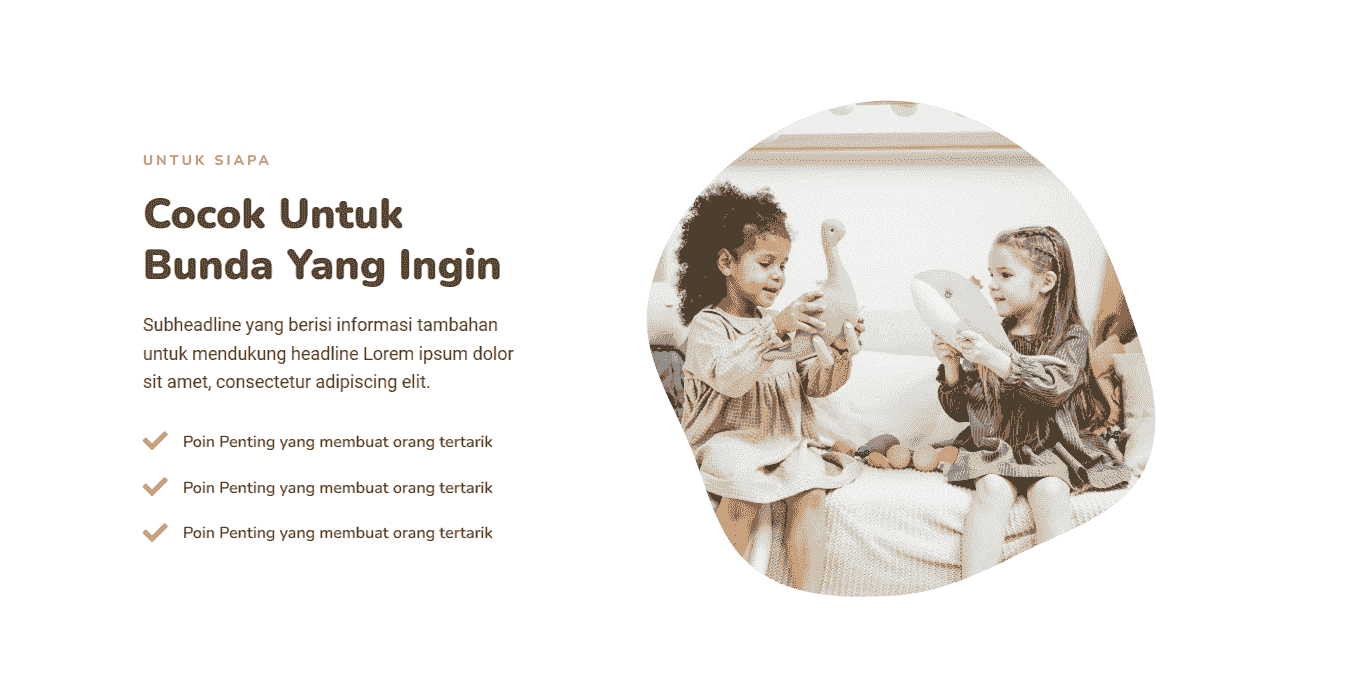 UNTUK SIAPA
Cocok Untuk
Bunda Yang Ingin
Subheadline yang berisi informasi tambahan
untuk mendukung headline Lorem ipsum dolor
sit amet, consectetur adipiscing elit.
Poin Penting yang membuat orang tertarik
Poin Penting yang membuat orang tertarik
Poin Penting yang membuat orang tertarik